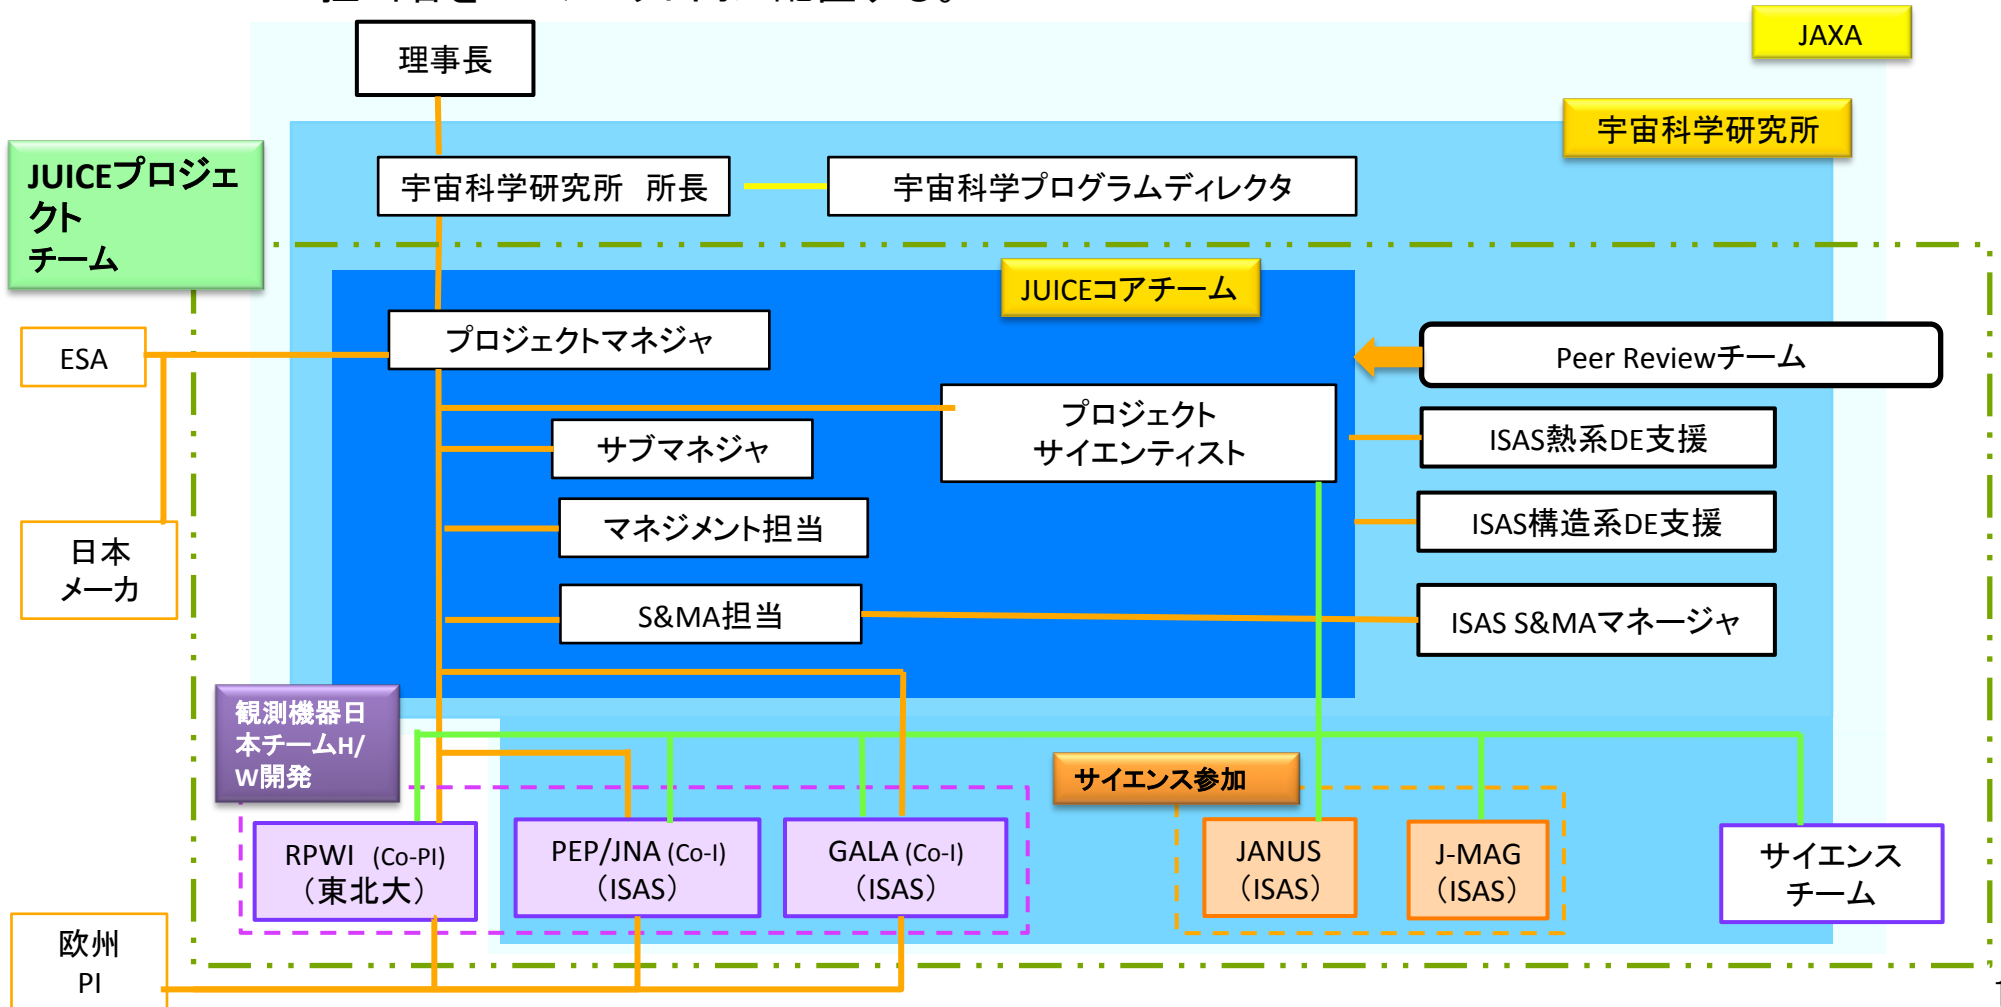 JAXA
理事長
宇宙科学研究所
JUICEプロジェ
クト
チーム
宇宙科学研究所　所長
宇宙科学プログラムディレクタ
JUICEコアチーム
プロジェクトマネジャ
ESA
Peer Reviewチーム
プロジェクト
サイエンティスト
サブマネジャ
ISAS熱系DE支援
マネジメント担当
ISAS構造系DE支援
日本
メーカ
S&MA担当
ISAS S&MAマネージャ
観測機器日
本チームH/
W開発
サイエンス参加
RPWI (Co-PI)
（東北大）
PEP/JNA (Co-I)
（ISAS）
GALA (Co-I)
（ISAS）
JANUS
（ISAS）
J-MAG
（ISAS）
サイエンス
チーム
欧州
PI